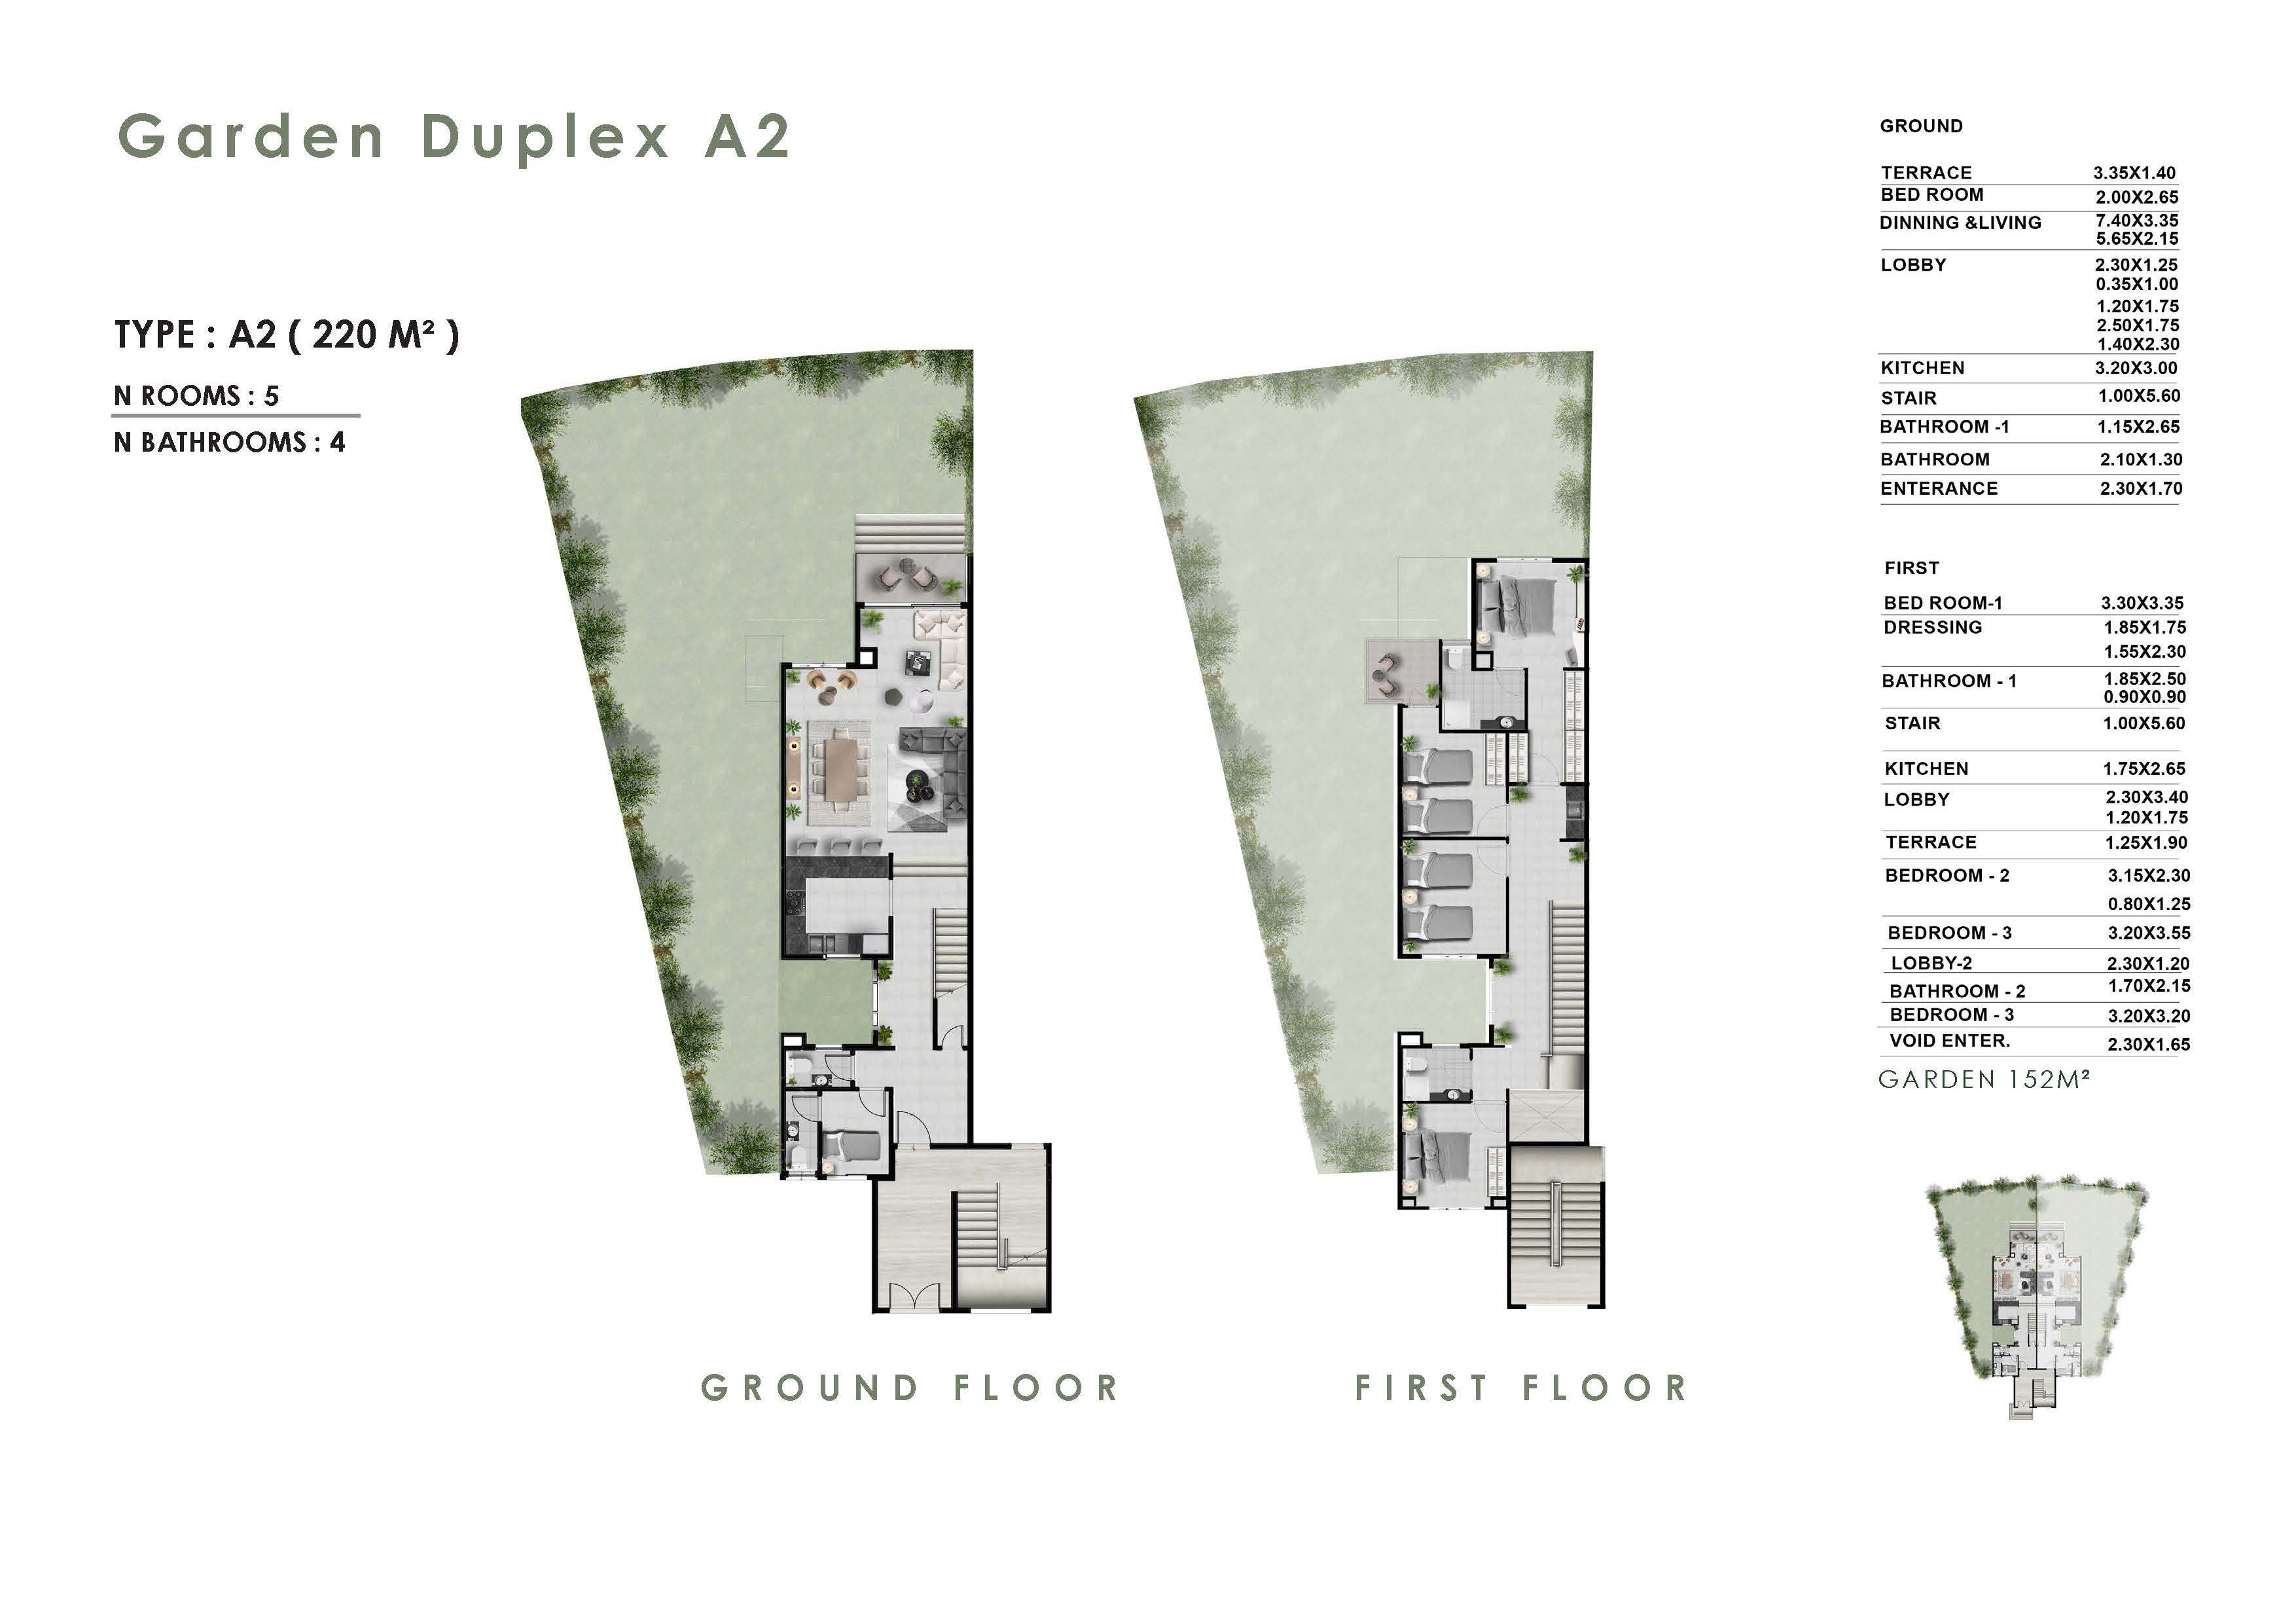 Garden Duplex A2
TYPE : A2 ( 220 M² )
N ROOMS : 5
N BATHROOMS : 4
GROUND FLOOR
FIRST FLOOR
GROUND
TERRACE 3.35X1.40
BED ROOM 2.00X2.65
DINNING &LIVING 7.40X3.35
5.65X2.15
LOBBY 2.30X1.25
0.35X1.00
1.20X1.75
2.50X1.75
1.40X2.30
KITCHEN 3.20X3.00
STAIR 1.00X5.60
BATHROOM -1 1.15X2.65
BATHROOM 2.10X1.30
ENTERANCE 2.30X1.70
FIRST
BED ROOM-1 3.30X3.35
DRESSING 1.85X1.75
1.55X2.30
BATHROOM - 1 1.85X2.50
0.90X0.90
STAIR 1.00X5.60
KITCHEN 1.75X2.65
LOBBY 2.30X3.40
1.20X1.75
TERRACE 1.25X1.90
BEDROOM - 2 3.15X2.30
0.80X1.25
BEDROOM - 3 3.20X3.55
LOBBY-2 2.30X1.20
BATHROOM - 2 1.70X2.15
BEDROOM - 3 3.20X3.20
VOID ENTER. 2.30X1.65
GARDEN 152M²